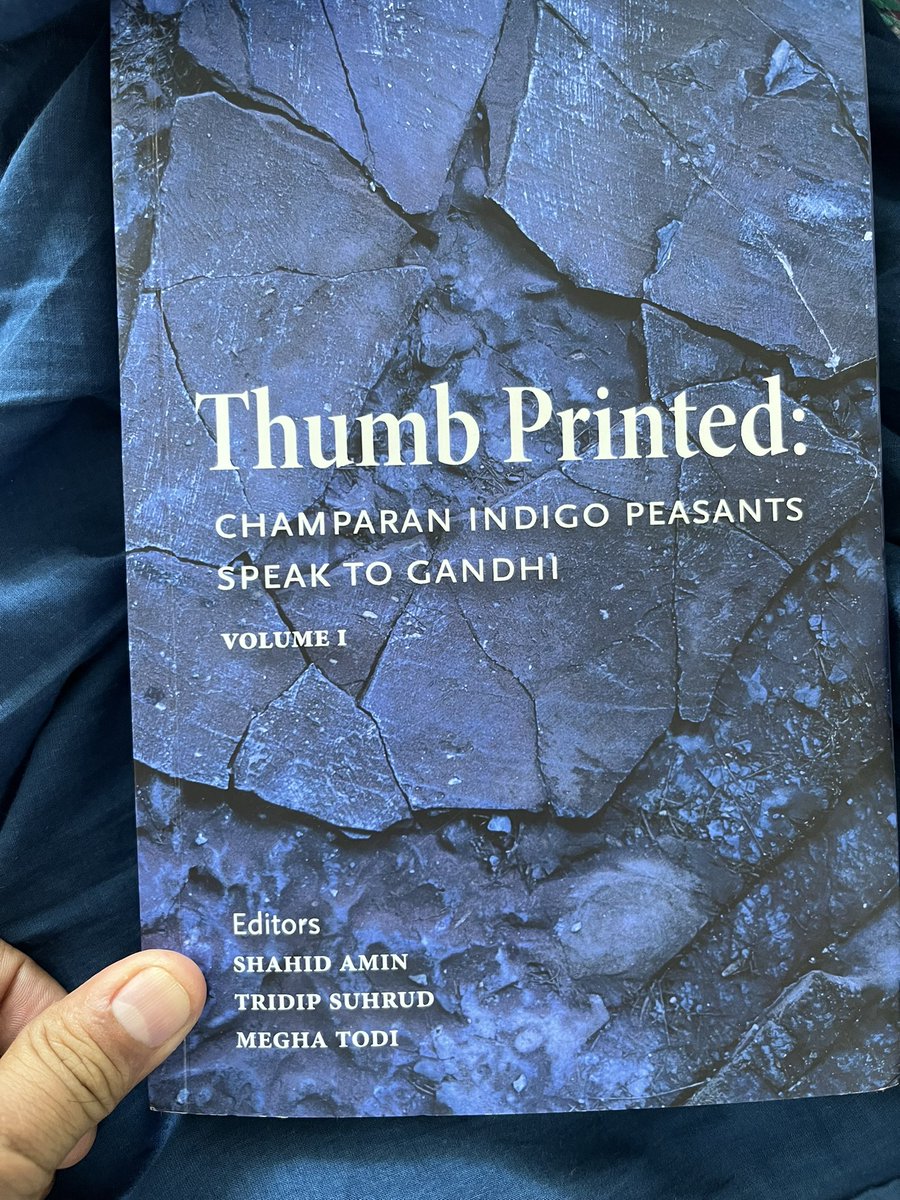 Thumb Printed:
CHAMPARAN INDIGO PEASANTS
SPEAK TO GANDHI
VOLUME I
Editors
SHAHID AMIN
TRIDIP SUHRUD
MEGHA TODI